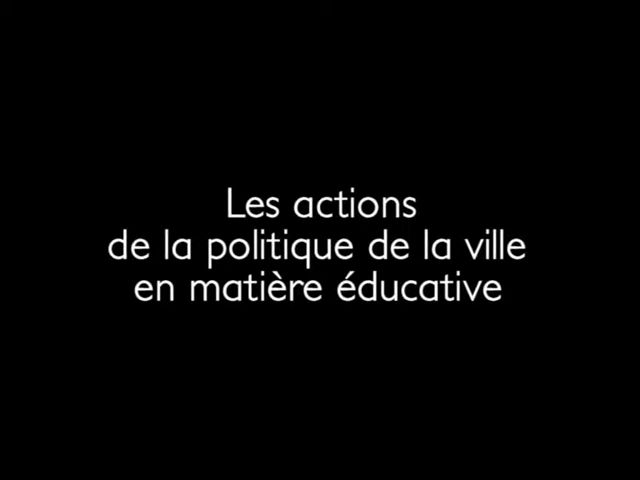 Les actions
de la politique de la ville
en matière éducative